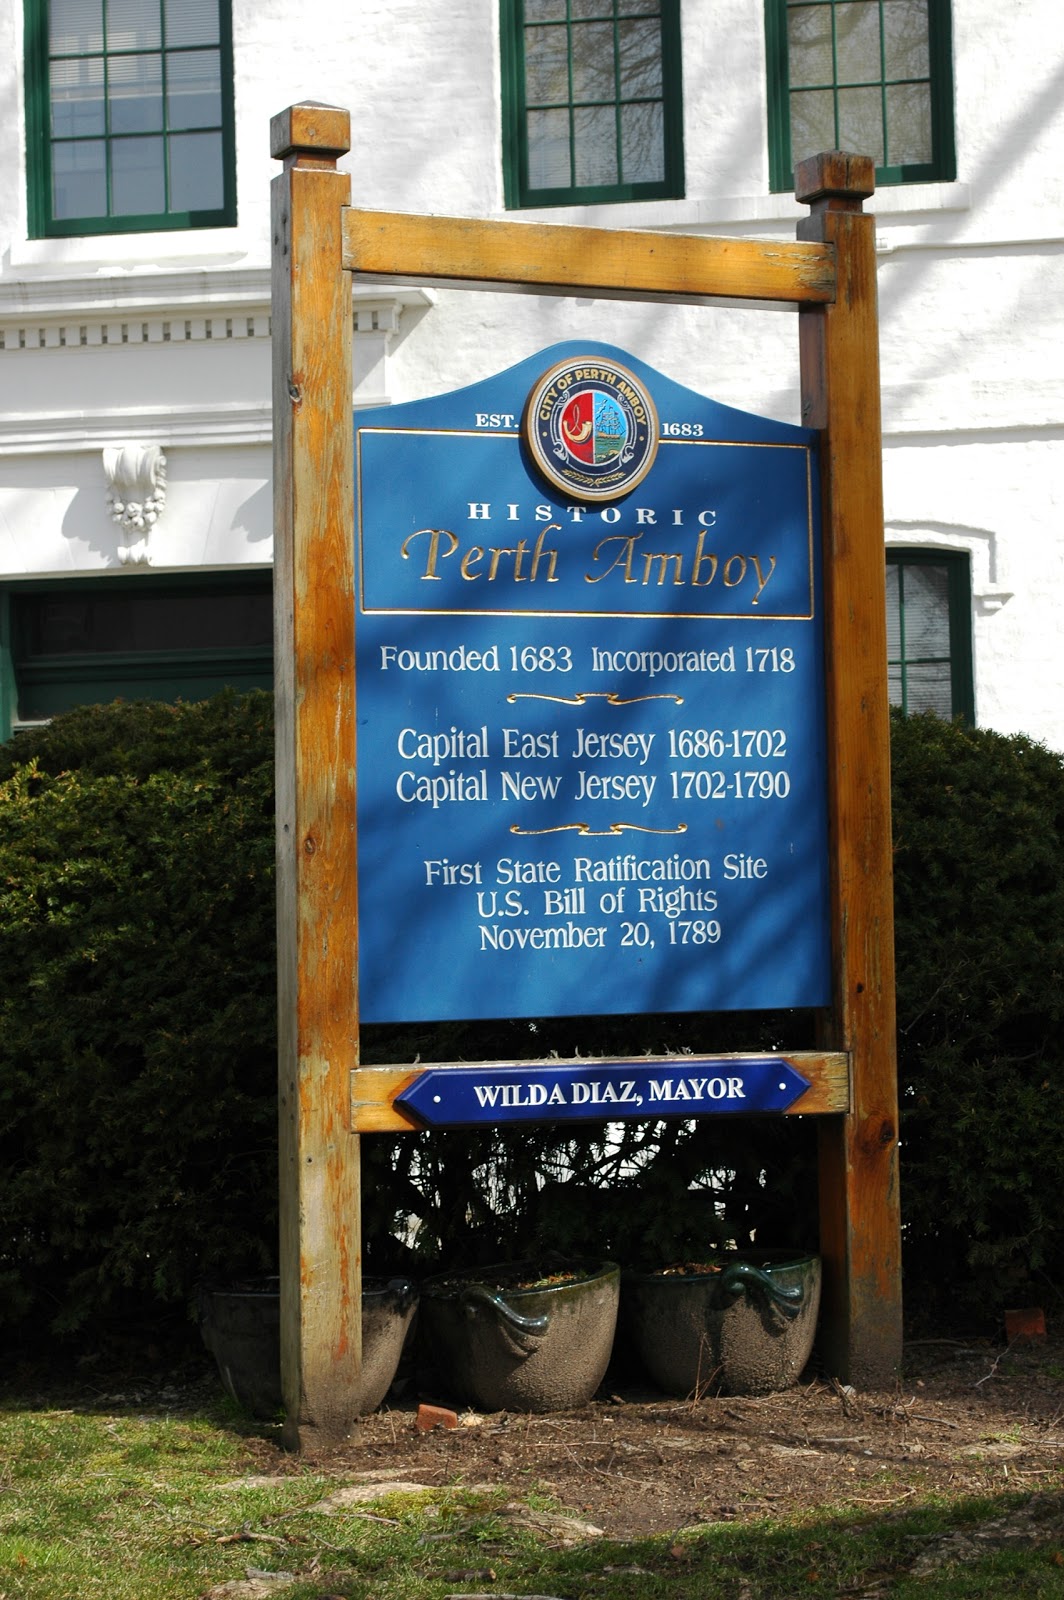 CITY OF PERTH AMBOY
EST. 1683
HISTORIC
Perth Amboy
Founded 1683 Incorporated 1718
Capital East Jersey 1686-1702
Capital New Jersey 1702-1790
First State Ratification Site
U.S. Bill of Rights
November 20, 1789
WILDA DIAZ, MAYOR